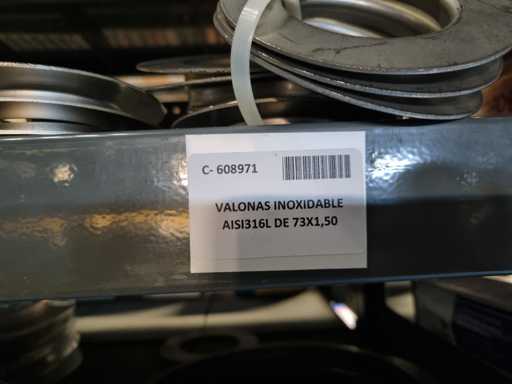 C- 608971
VALONAS INOXIDABLE
AISI316L DE 73X1,50